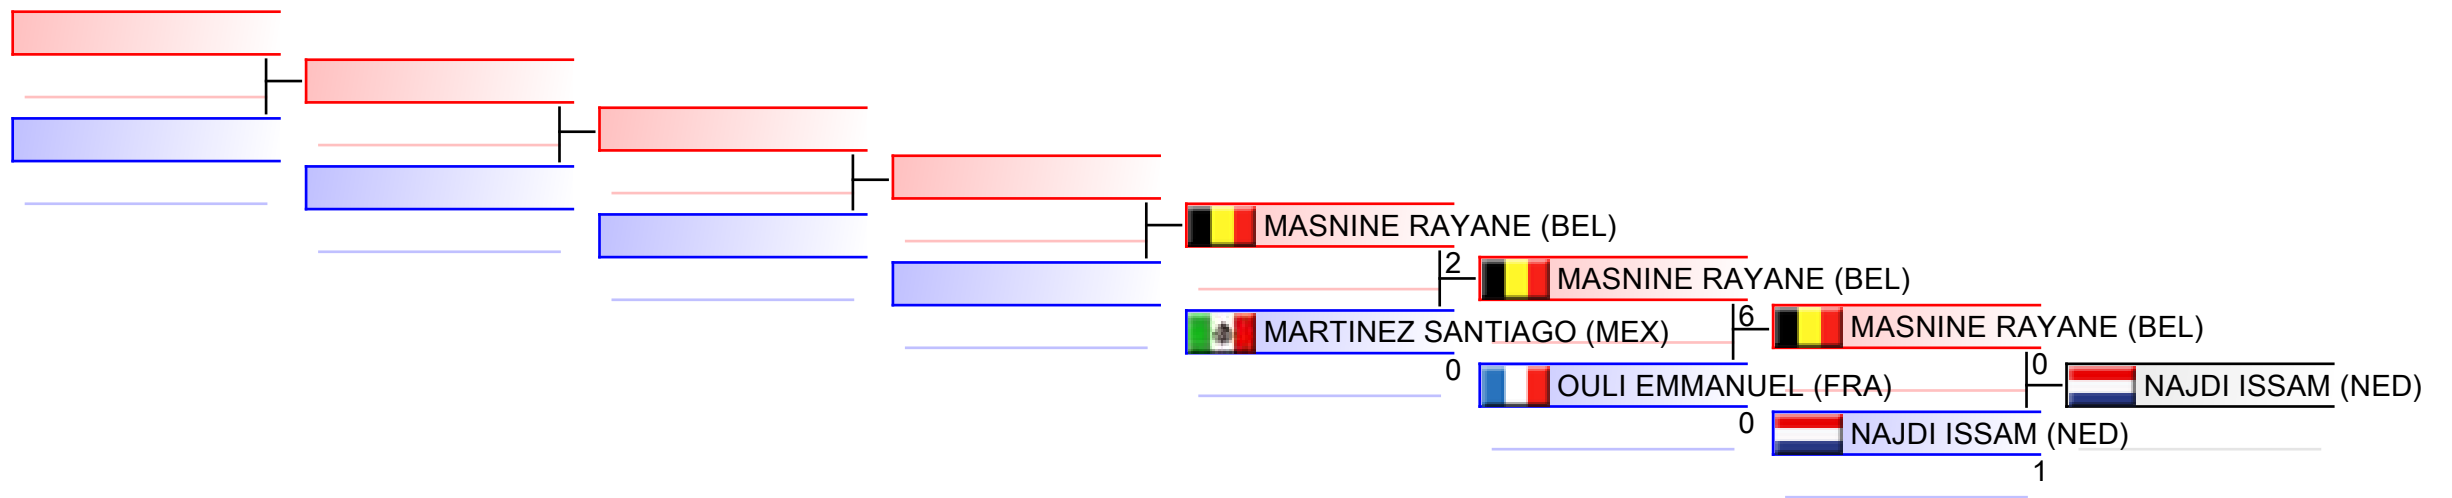 MASNINE RAYANE (BEL)
2
MASNINE RAYANE (BEL)
MARTINEZ SANTIAGO (MEX)
0
6
MASNINE RAYANE (BEL)
OULI EMMANUEL (FRA)
0
0
NAJDI ISSAM (NED)
NAJDI ISSAM (NED)
1